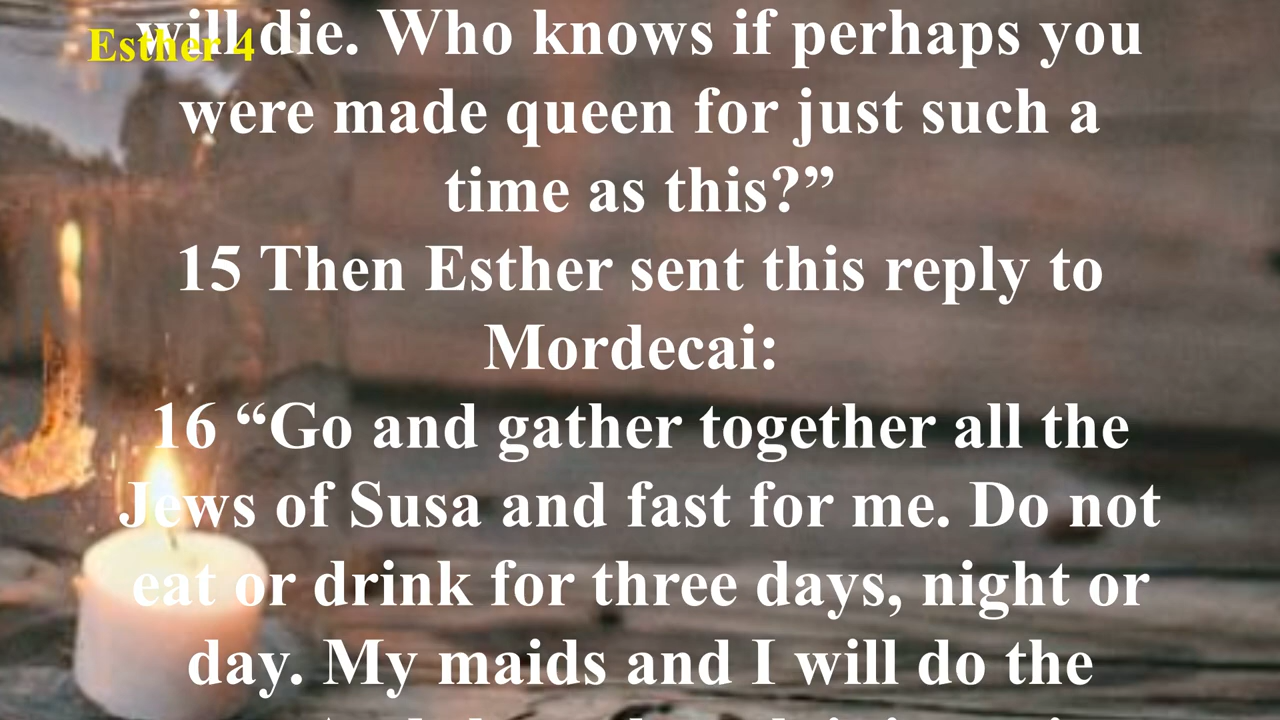 Esther 4
will die. Who knows if perhaps you
were made queen for just such a
time as this?”
15 Then Esther sent this reply to
Mordecai:
16 “Go and gather together all the
Jews of Susa and fast for me. Do not
eat or drink for three days, night or
day. My maids and I will do the